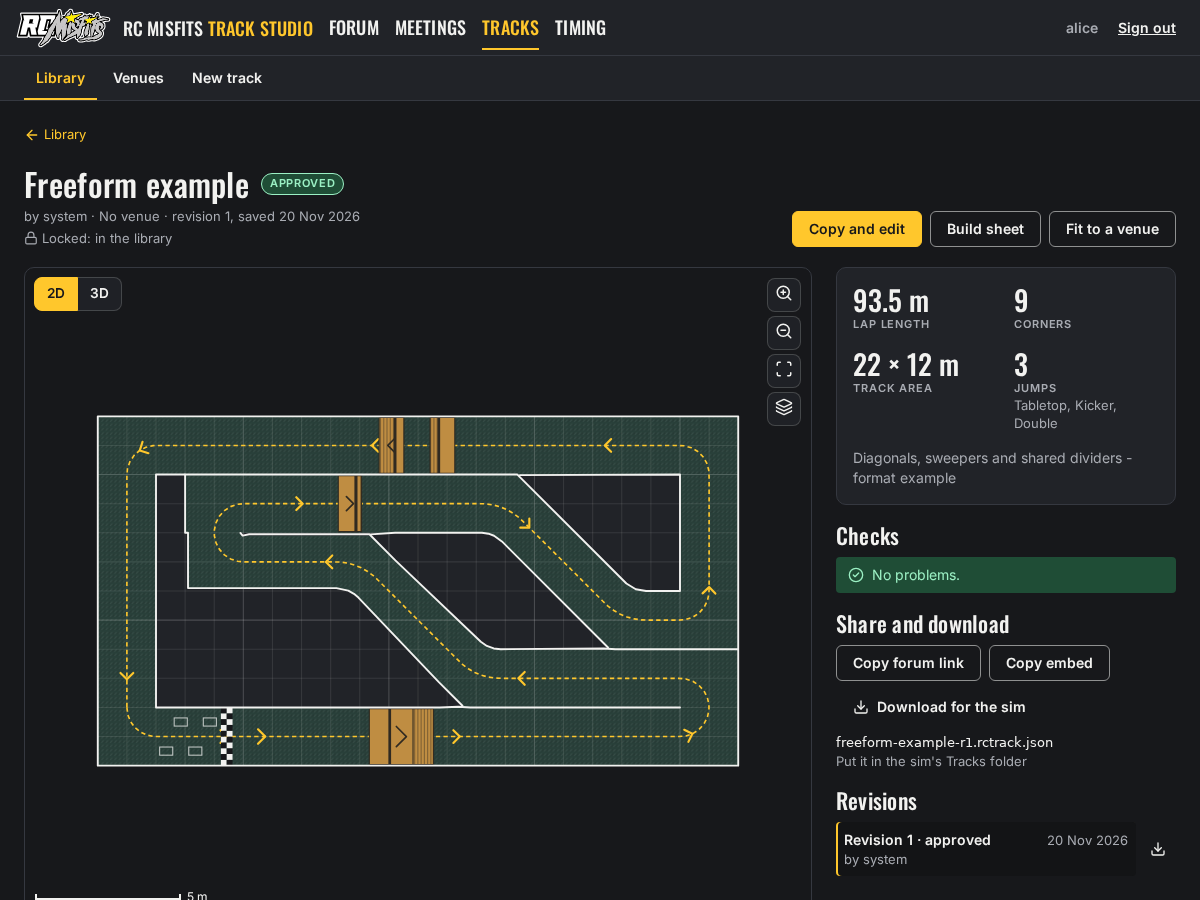 RC Misfits
RC MISFITS TRACK STUDIO
FORUM
MEETINGS
TRACKS
TIMING
alice
Sign out
Library
Venues
New track
Library
Freeform example
APPROVED
by system · No venue · revision 1, saved 20 Nov 2026
Locked: in the library
Copy and edit
Build sheet
Fit to a venue
2D
3D
5 m
93.5 m
LAP LENGTH
9
CORNERS
22 × 12 m
TRACK AREA
3
JUMPS
Tabletop, Kicker,
Double
Diagonals, sweepers and shared dividers -
format example
Checks
No problems.
Share and download
Copy forum link
Copy embed
Download for the sim
freeform-example-r1.rctrack.json
Put it in the sim's Tracks folder
Revisions
Revision 1 · approved
20 Nov 2026
by system